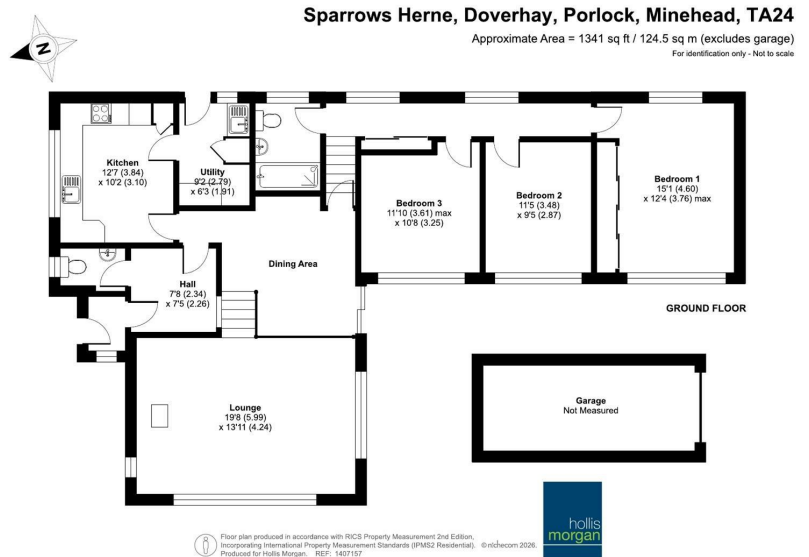 Sparrows Herne, Doverhay, Porlock, Minehead, TA24
Approximate Area = 1341 sq ft / 124.5 sq m (excludes garage)
For identification only - Not to scale
N
Kitchen
12'7 (3.84)
x 10'2 (3.10)
Utility
9'2 (2.79)
x 6'3 (1.91)
Bedroom 3
11'10 (3.61) max
x 10'8 (3.25)
Bedroom 2
11'5 (3.48)
x 9'5 (2.87)
Bedroom 1
15'1 (4.60)
x 12'4 (3.76) max
Dining Area
Hall
7'8 (2.34)
x 7'5 (2.26)
GROUND FLOOR
Lounge
19'8 (5.99)
x 13'11 (4.24)
Garage
Not Measured
hollis
morgan
Floor plan produced in accordance with RICS Property Measurement 2nd Edition,
Incorporating International Property Measurement Standards (IPMS2 Residential). © nichecom 2026.
Produced for Hollis Morgan. REF: 1407157